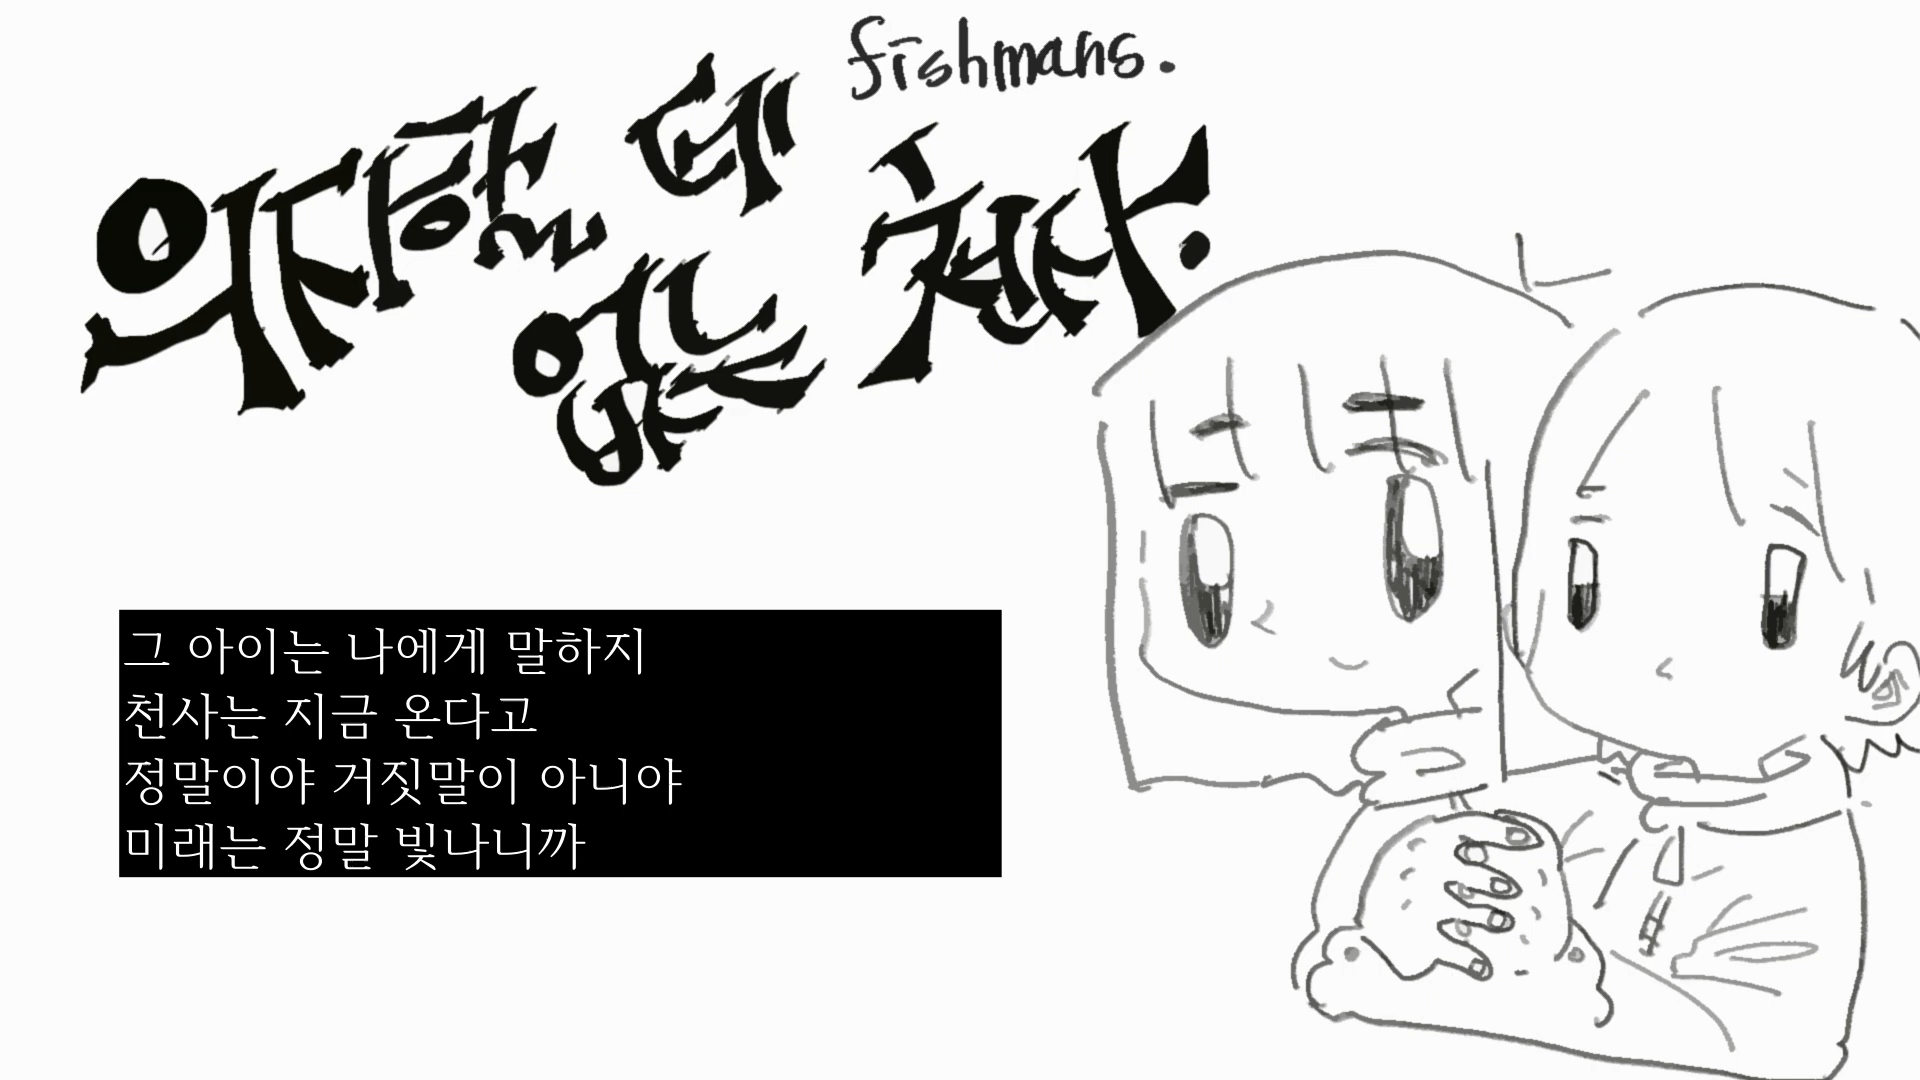 fishmans.
의지할 데
없는 천사.
그 아이는 나에게 말하지
천사는 지금 온다고
정말이야 거짓말이 아니야
미래는 정말 빛나니까